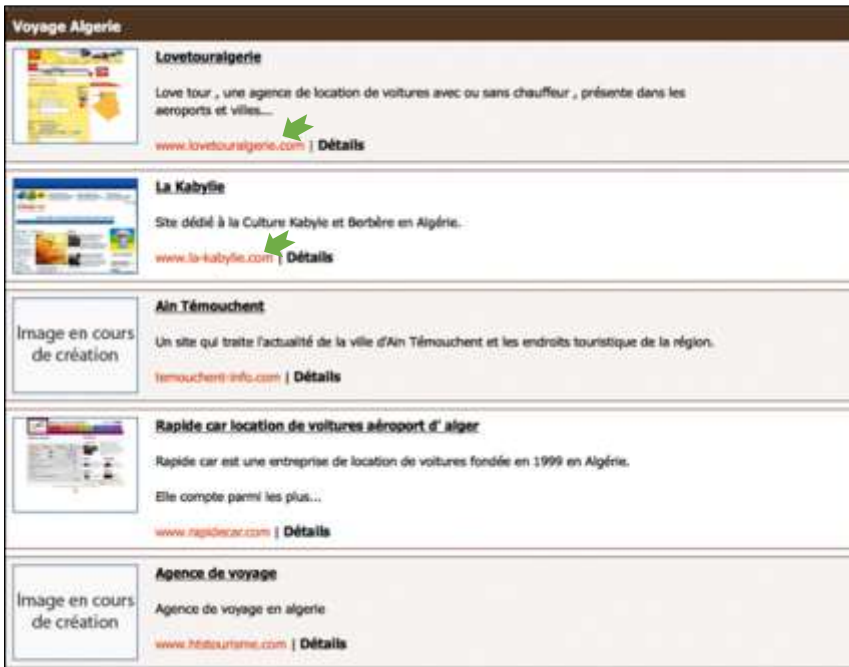 Voyage Algerie
Lovetouralgerie
Love tour , une agence de location de voitures avec ou sans chauffeur , présente dans les
aeroports et villes...
www.lovetouralgerie.com | Détails
La Kabylie
Site dédié à la Culture Kabyle et Berbère en Algérie.
www.la-kabylie.com | Détails
Image en cours
de création
Ain Témouchent
Un site qui traite l'actualité de la ville d'Ain Témouchent et les endroits touristique de la région.
temouchent-info.com | Détails
Rapide car location de voitures aéroport d' alger
Rapide car est une entreprise de location de voitures fondée en 1999 en Algérie.
Elle compte parmi les plus...
www.rapidecar.com | Détails
Image en cours
de création
Agence de voyage
Agence de voyage en algerie
www.htstourisme.com | Détails